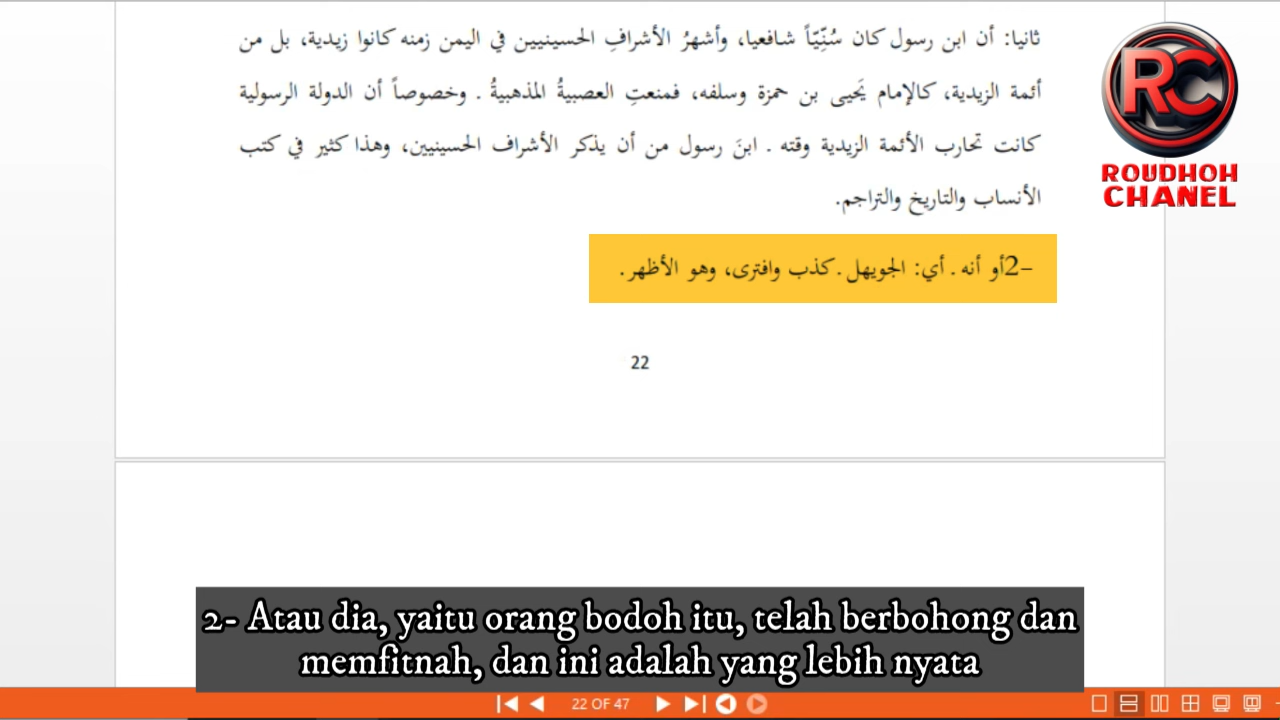 ثانيا: أن ابن رسول كان سُنِّيّاً شافعيا، وأشهرُ الأشرافِ الحسينيين في اليمن زمنه كانوا زيدية، بل من
أئمة الزيدية، كالإمام يَحيى بن حمزة وسلفه، فمنعتِ العصبيةُ المذهبيةُ . وخصوصاً أن الدولة الرسولية
كانت تحارب الأئمة الزيدية وقته . ابنَ رسول من أن يذكر الأشراف الحسينيين، وهذا كثير في كتب
الأنساب والتاريخ والتراجم.
2-أو أنه . أي: الجويهل . كذب وافترى، وهو الأظهر.
22
RC
ROUDHOH
CHANEL
2- Atau dia, yaitu orang bodoh itu, telah berbohong dan
memfitnah, dan ini adalah yang lebih nyata
22 OF 47